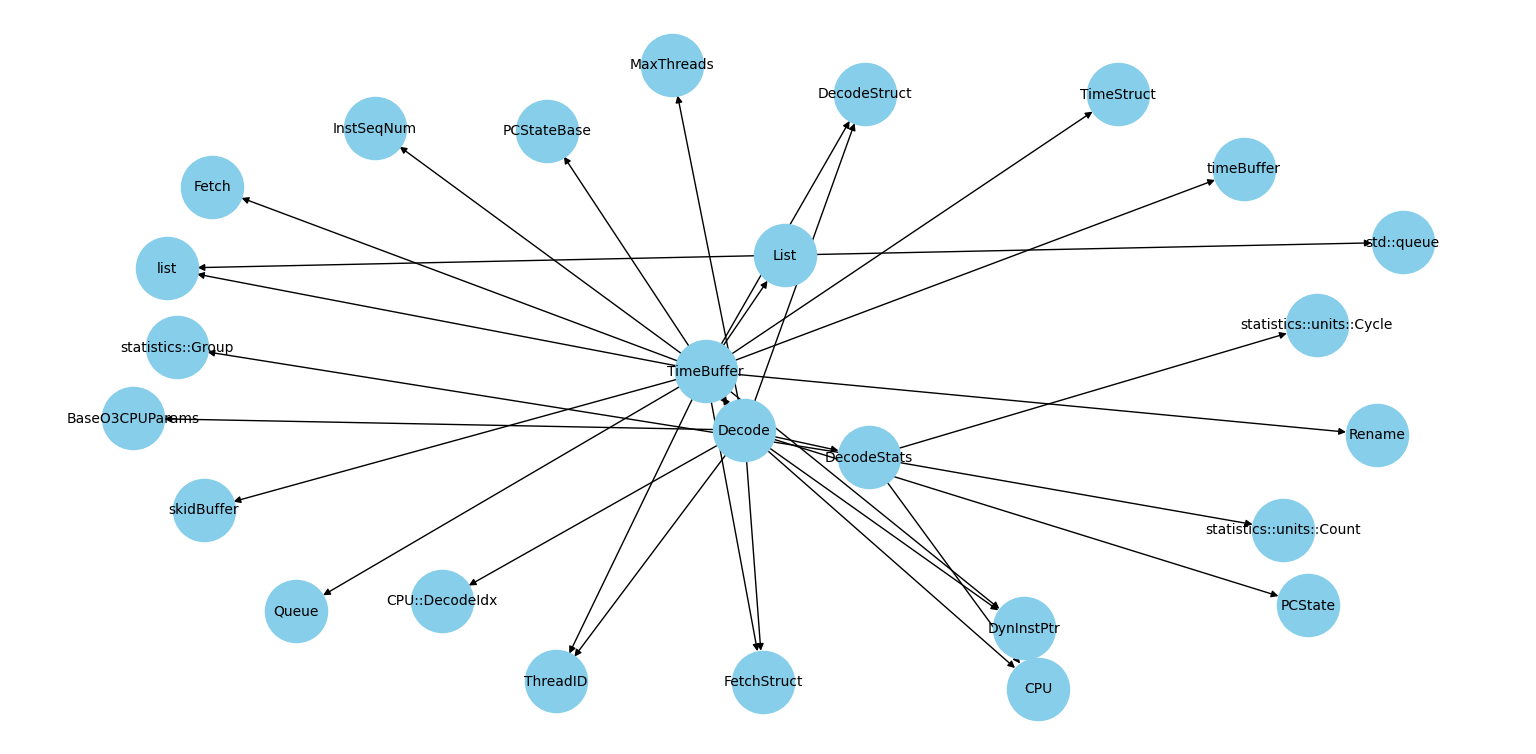 MaxThreads
DecodeStruct
TimeStruct
InstSeqNum
PCStateBase
timeBuffer
Fetch
std::queue
List
list
statistics::units::Cycle
statistics::Group
TimeBuffer
BaseO3CPUParams
Decode
Rename
DecodeStats
skidBuffer
statistics::units::Count
CPU::DecodeIdx
PCState
Queue
DynInstPtr
ThreadID
FetchStruct
CPU